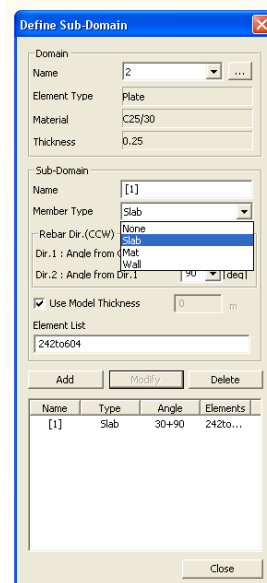 Define Sub-Domain
Domain
Name 2 ...
Element Type Plate
Material C25/30
Thickness 0.25
Sub-Domain
Name [1]
Member Type Slab
None
Rebar Dir.(CCW) Slab
Dir.1 : Angle from Mat
Wall
Dir.2 : Angle from Dir.1 90 [deg]
Use Model Thickness 0 m
Element List
242to604
Add Modify Delete
Name Type Angle Elements
[1] Slab 30+90 242to...
Close